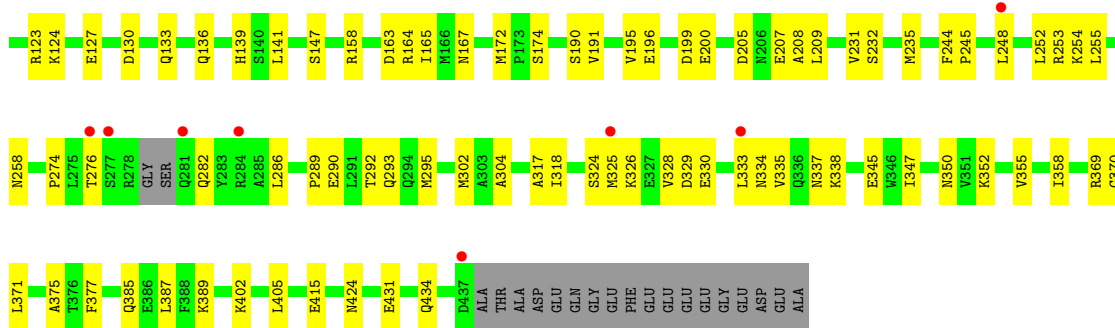 R123 K124 E127 D130 Q133 Q136 H139 S140 L141 S147 R158 D163 R164 I165 M166 N167 M172 P173 S174 S190 V191 V195 E196 D199 E200 D205 N206 E207 A208 L209 V231 S232 M235 F244 P245 L248 L252 R253 K254 L255
N258 P274 L275 T276 S277 R278 GLY SER Q281 Q282 Y283 R284 A285 L286 P289 E290 L291 T292 Q293 Q294 M295 M302 A303 A304 A317 I318 S324 M325 K326 E327 V328 D329 E330 L333 N334 V335 Q336 N337 K338 E345 W346 I347 N350 V351 K352 V355 I358 R369 G370
L371 A375 T376 F377 Q385 E386 L387 F388 K389 K402 L405 E415 N424 E431 Q434 D437 ALA THR ALA ASP GLU GLN GLY GLU PHE GLU GLU GLU GLU GLY GLU ASP GLU ALA